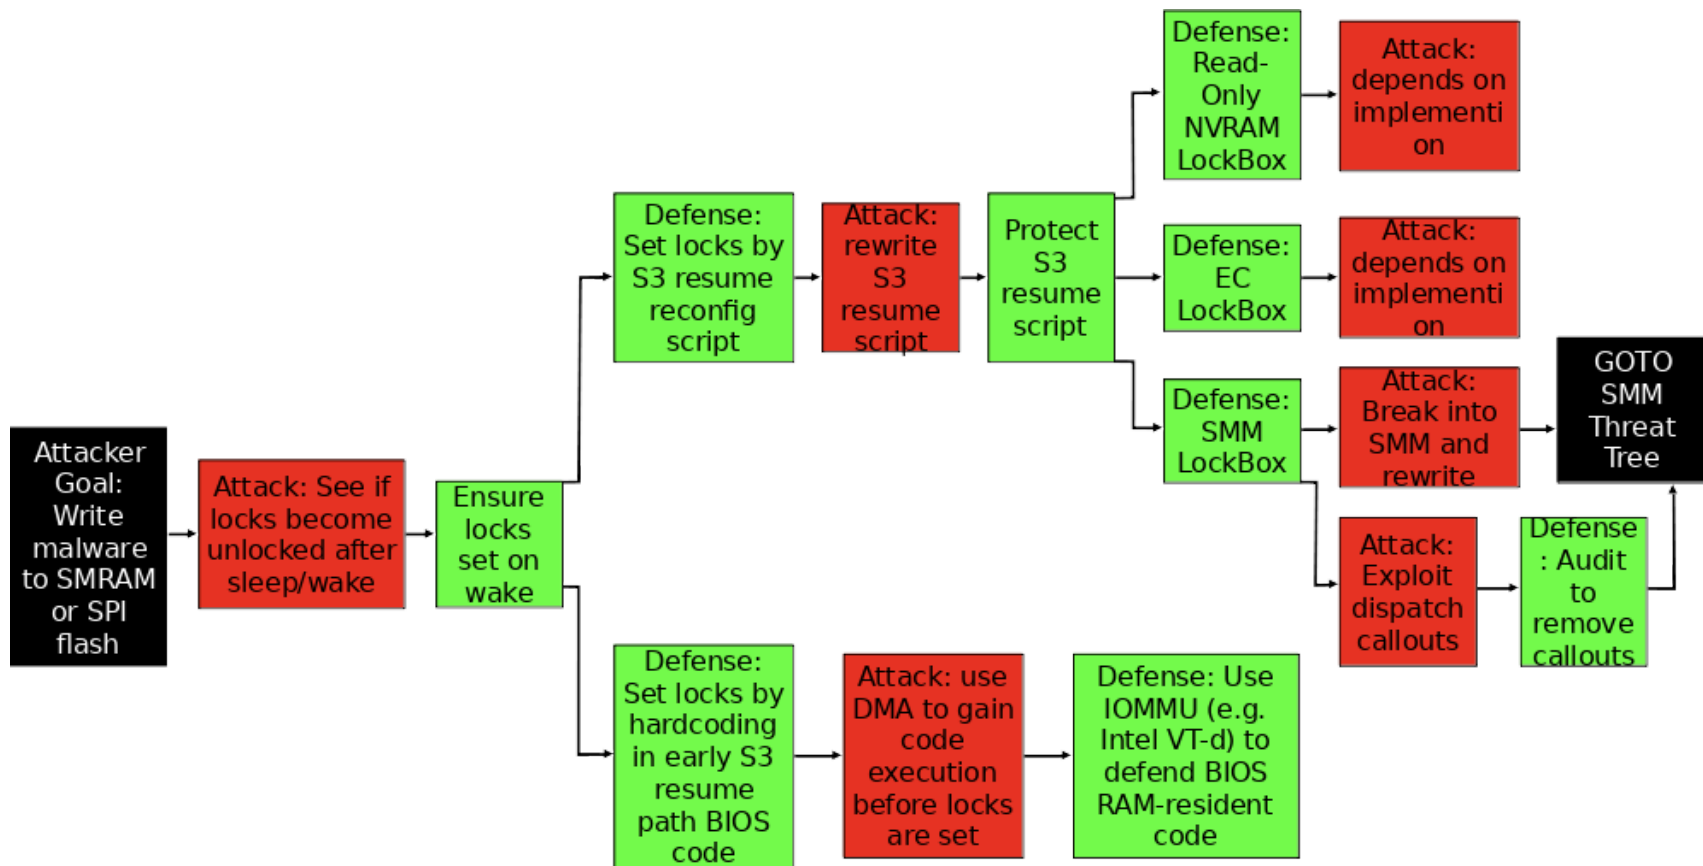 Attacker
Goal:
Write
malware
to SMRAM
or SPI
flash
Attack: See if
locks become
unlocked after
sleep/wake
Ensure
locks
set on
wake
Defense:
Set locks by
S3 resume
reconfig
script
Attack:
rewrite
S3
resume
script
Protect
S3
resume
script
Defense:
Read-
Only
NVRAM
LockBox
Attack:
depends on
implementi
on
Defense:
EC
LockBox
Attack:
depends on
implementi
on
Defense:
SMM
LockBox
Attack:
Break into
SMM and
rewrite
GOTO
SMM
Threat
Tree
Attack:
Exploit
dispatch
callouts
Defense
: Audit
to
remove
callouts
Defense:
Set locks by
hardcoding
in early S3
resume
path BIOS
code
Attack: use
DMA to gain
code
execution
before locks
are set
Defense: Use
IOMMU (e.g.
Intel VT-d) to
defend BIOS
RAM-resident
code